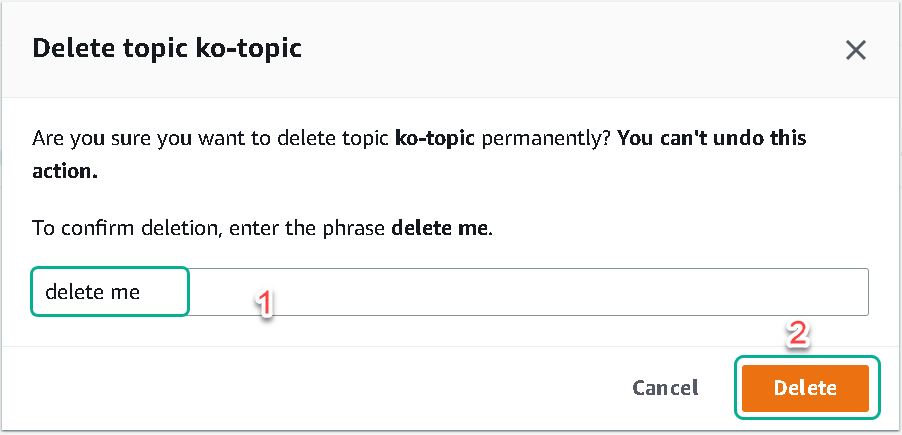 Delete topic ko-topic
Are you sure you want to delete topic ko-topic permanently? You can't undo this
action.
To confirm deletion, enter the phrase delete me.
delete me
1
2
Cancel
Delete